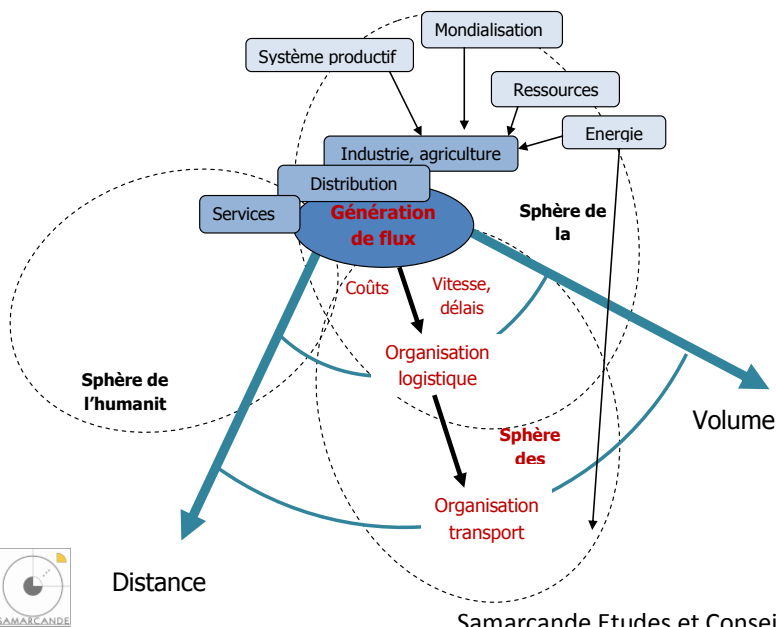 Mondialisation
Système productif
Ressources
Energie
Industrie, agriculture
Distribution
Services
Génération
de flux
Sphère de
la
Coûts
Vitesse,
délais
Organisation
logistique
Sphère de
l’humanit
Volume
Sphère
des
Organisation
transport
Distance
SAMARCANDE
Samarcande Etudes et Conseil